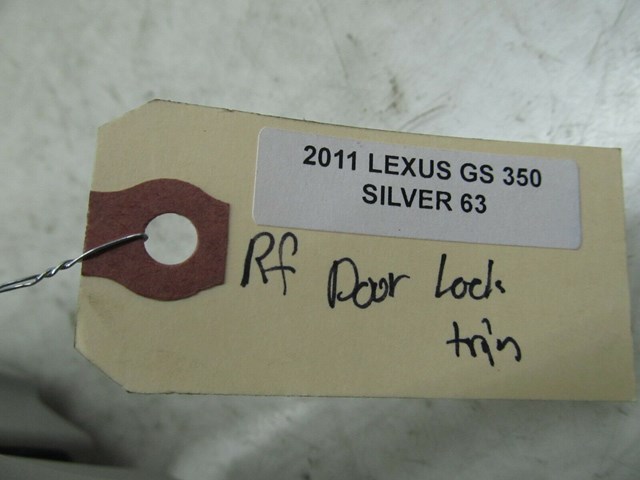 2011 LEXUS GS 350
SILVER 63
Rf Door Lock
trim